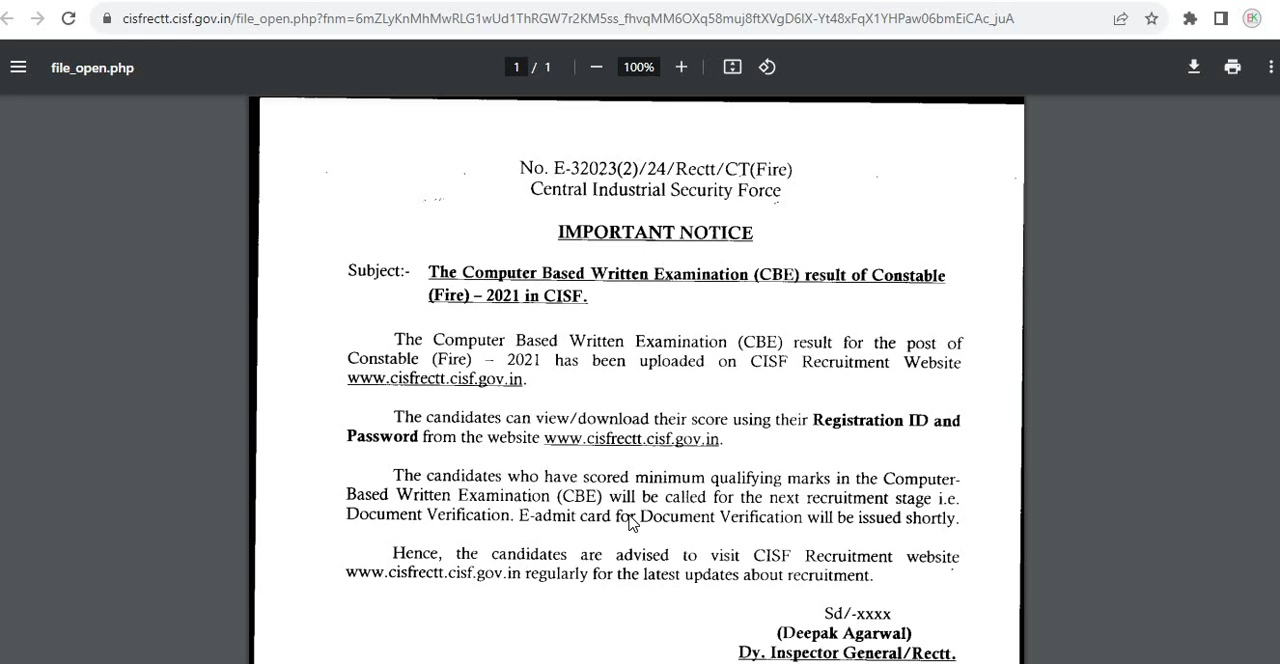 cisfrectt.cisf.gov.in/file_open.php?fnm=6mZLyKnMhMwRLG1wUd1ThRGW7r2KM5ss_fhvqMM6OXq58muj8ftXVgD6lX-Yt48xFqX1YHPaw06bmEiCAc_juA
file_open.php 1 / 1 100%
No. E-32023(2)/24/Rectt/CT(Fire)
Central Industrial Security Force
IMPORTANT NOTICE
Subject:- The Computer Based Written Examination (CBE) result of Constable
(Fire) – 2021 in CISF.
The Computer Based Written Examination (CBE) result for the post of
Constable (Fire) – 2021 has been uploaded on CISF Recruitment Website
www.cisfrectt.cisf.gov.in.
The candidates can view/download their score using their Registration ID and
Password from the website www.cisfrectt.cisf.gov.in.
The candidates who have scored minimum qualifying marks in the Computer-
Based Written Examination (CBE) will be called for the next recruitment stage i.e.
Document Verification. E-admit card for Document Verification will be issued shortly.
Hence, the candidates are advised to visit CISF Recruitment website
www.cisfrectt.cisf.gov.in regularly for the latest updates about recruitment.
Sd/-xxxx
(Deepak Agarwal)
Dy. Inspector General/Rectt.